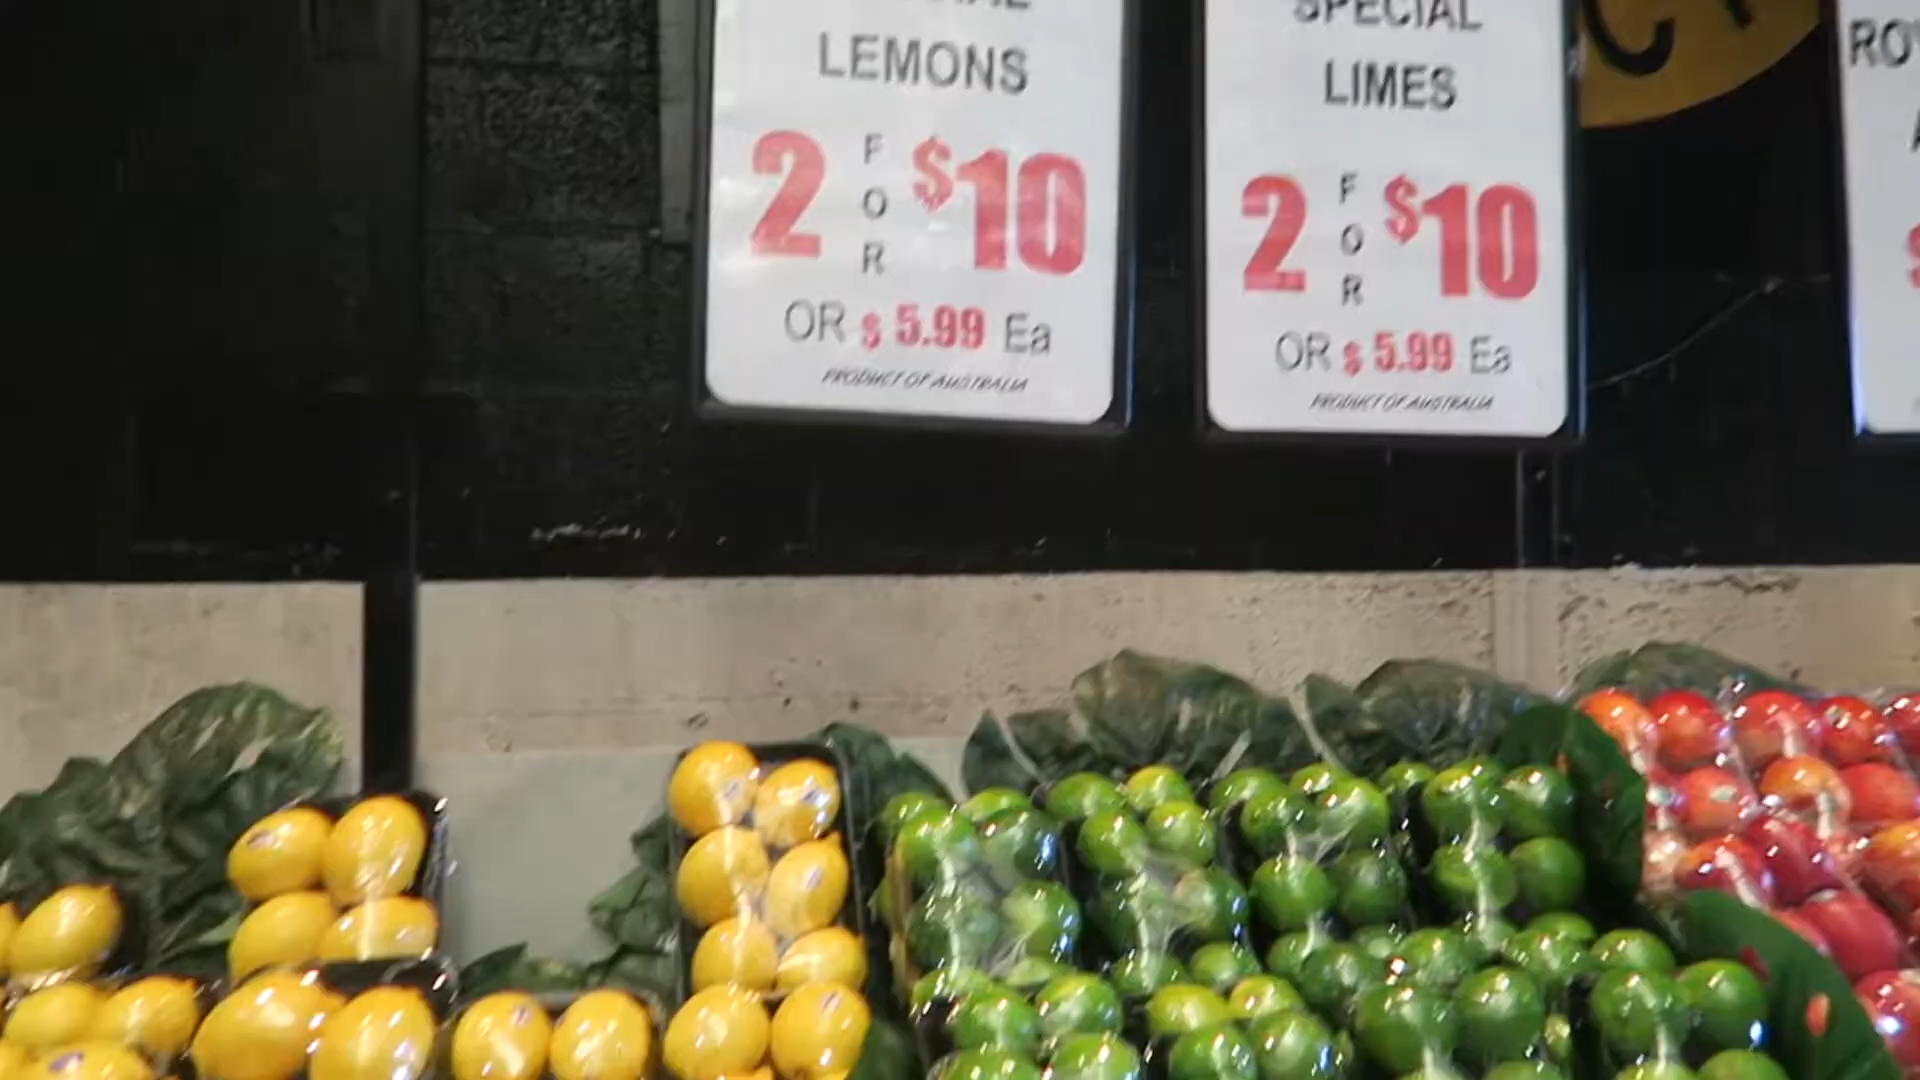 LEMONS
2 FOR $10
OR $ 5.99 Ea
PRODUCT OF AUSTRALIA
SPECIAL
LIMES
2 FOR $10
OR $ 5.99 Ea
PRODUCT OF AUSTRALIA